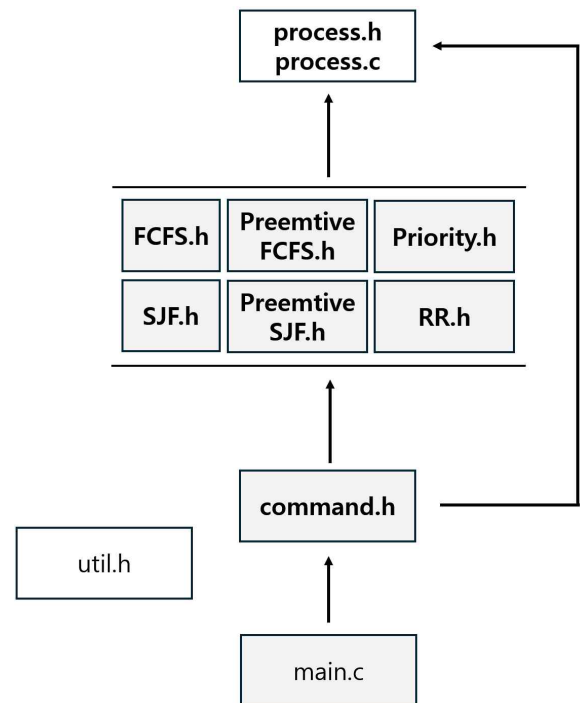 process.h
process.c
FCFS.h
Preemtive
FCFS.h
Priority.h
SJF.h
Preemtive
SJF.h
RR.h
command.h
util.h
main.c